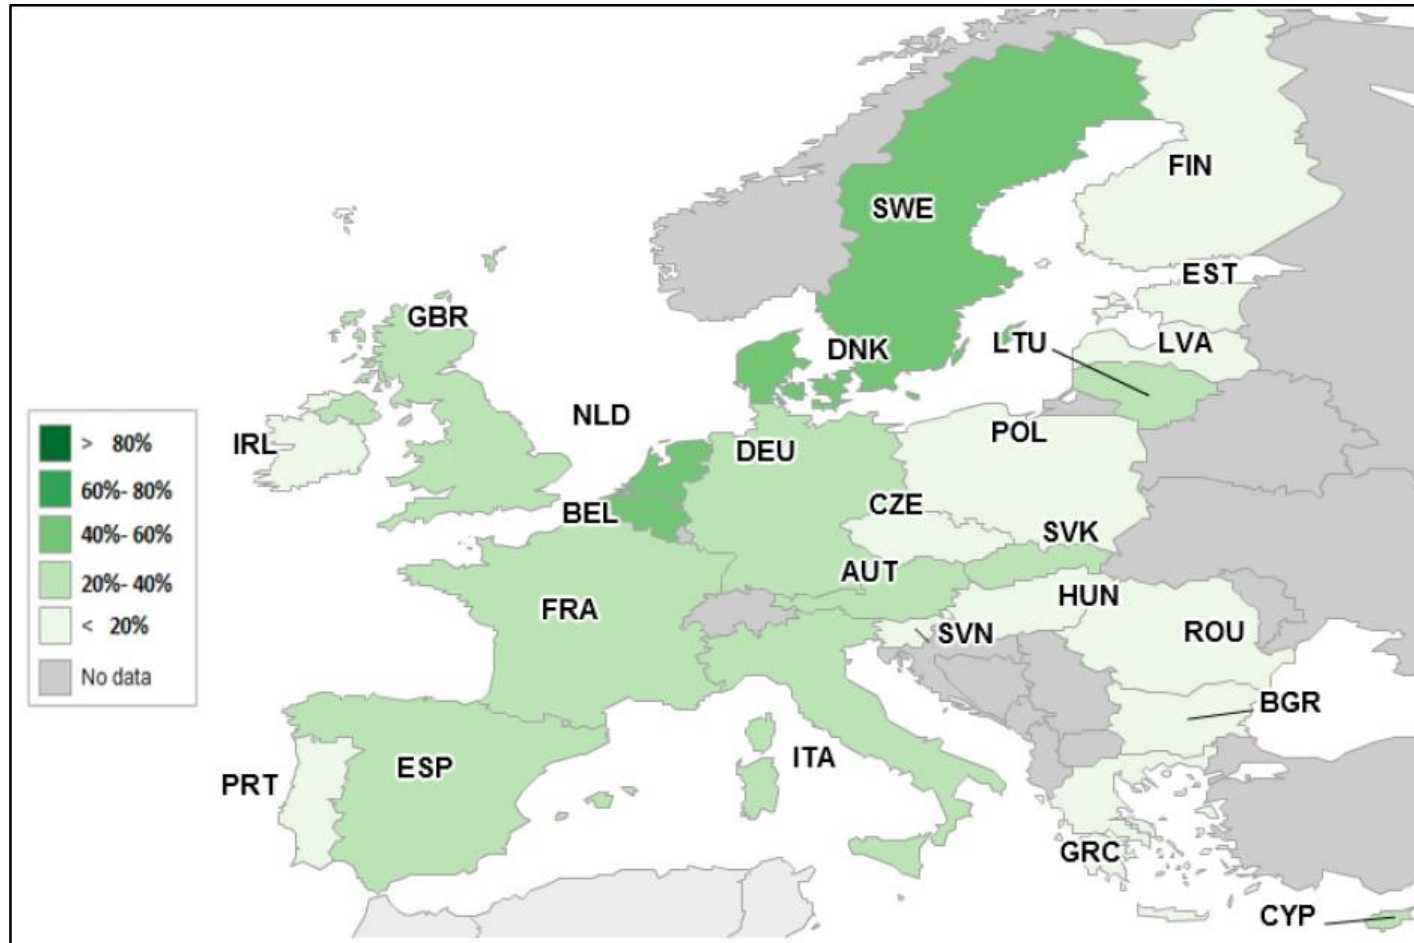 FIN
SWE
EST
GBR
LTU
LVA
DNK
NLD
IRL
DEU
POL
BEL
CZE
SVK
AUT
FRA
HUN
SVN
ROU
BGR
ITA
ESP
PRT
GRC
CYP
> 80%
60%- 80%
40%- 60%
20%- 40%
< 20%
No data